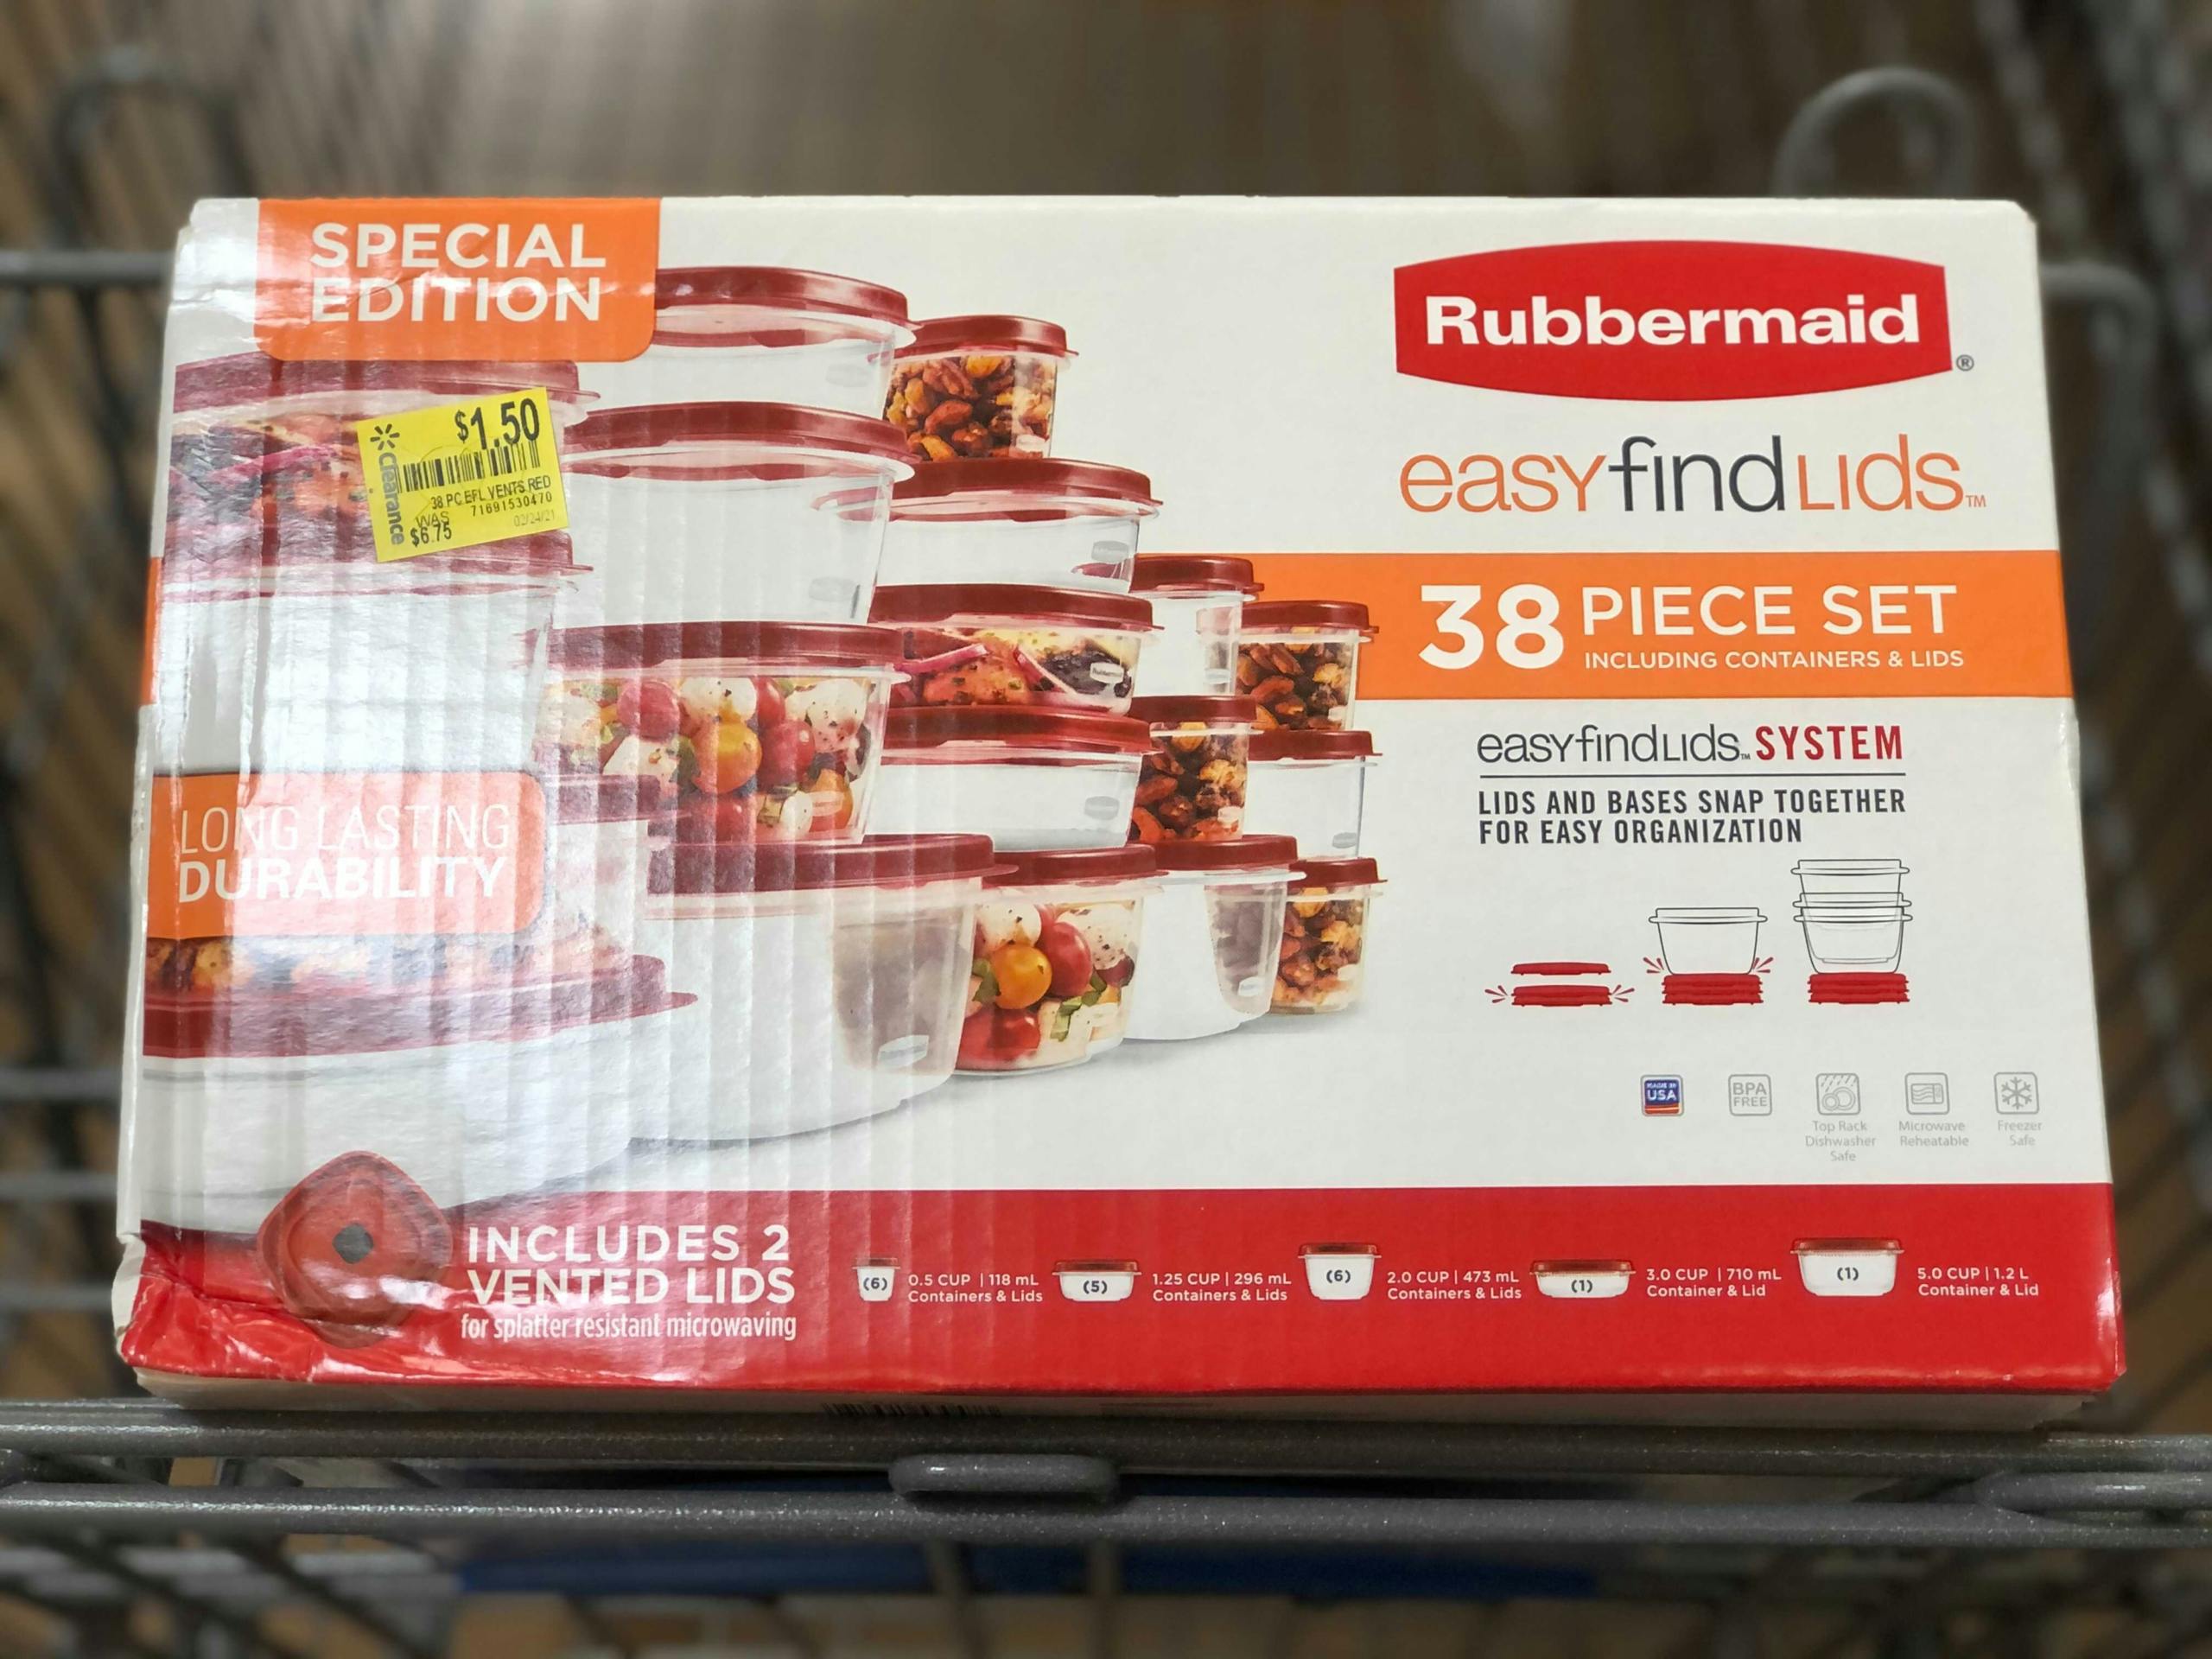 SPECIAL
EDITION
Rubbermaid
®
easyfindLids™
$1.50
Clearance
38 PC EFL VENTS RED
71691530470
WAS
$6.75
02/24/21
38 PIECE SET
INCLUDING CONTAINERS & LIDS
easyfindLids™ SYSTEM
LIDS AND BASES SNAP TOGETHER
FOR EASY ORGANIZATION
LONG LASTING
DURABILITY
MADE IN
USA
BPA
FREE
Top Rack
Dishwasher
Safe
Microwave
Reheatable
Freezer
Safe
INCLUDES 2
VENTED LIDS
for splatter resistant microwaving
(6)
0.5 CUP | 118 mL
Containers & Lids
(5)
1.25 CUP | 296 mL
Containers & Lids
(6)
2.0 CUP | 473 mL
Containers & Lids
(1)
3.0 CUP | 710 mL
Container & Lid
(1)
5.0 CUP | 1.2 L
Container & Lid